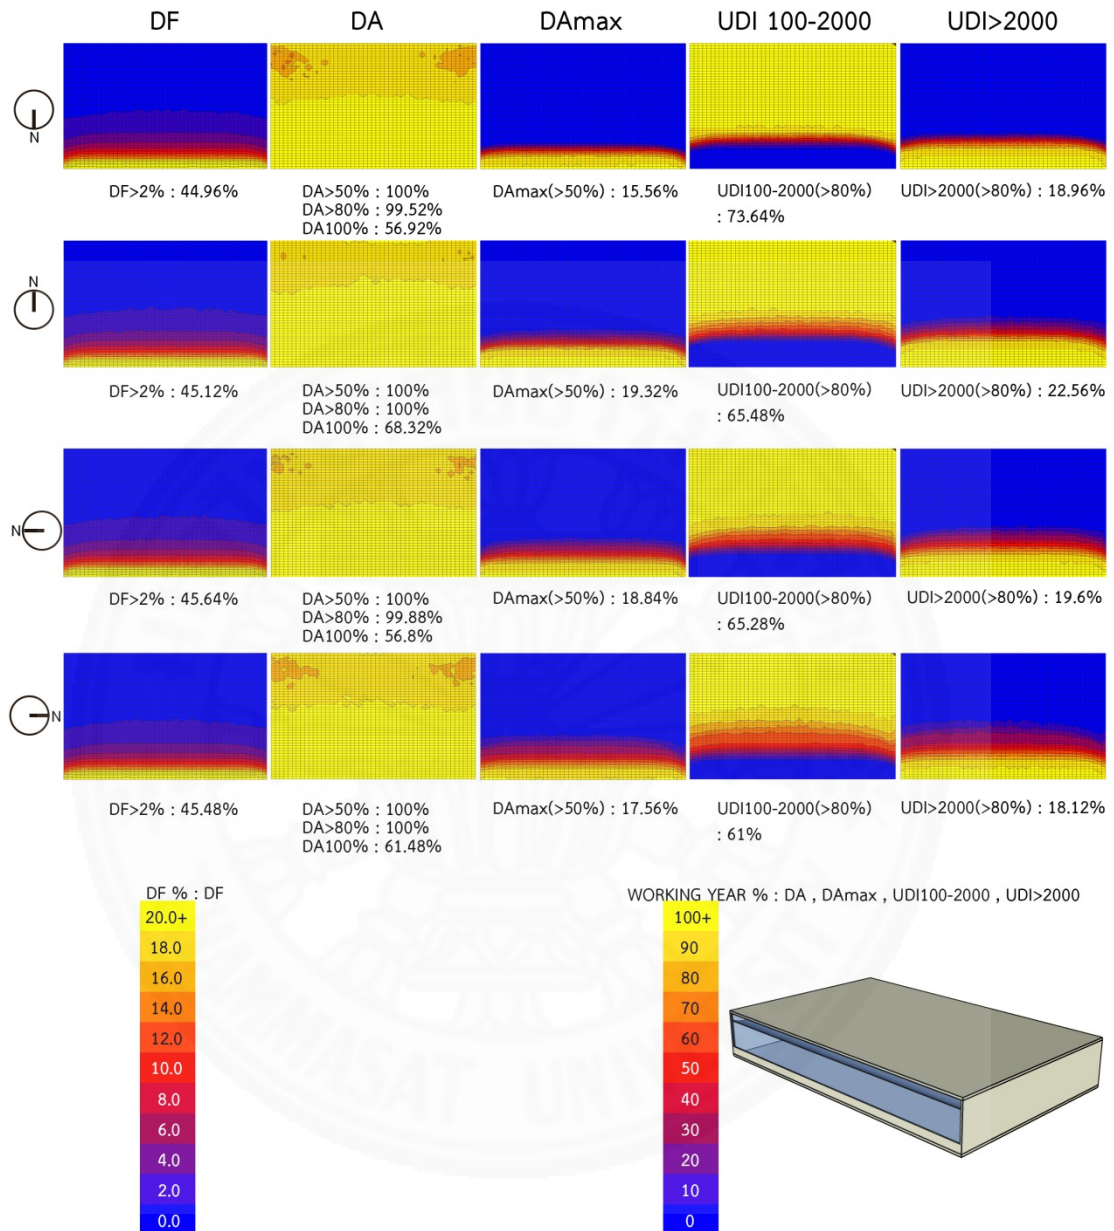 DF DA DAmax UDI 100-2000 UDI>2000
N
DF>2% : 44.96% DA>50% : 100% DAmax(>50%) : 15.56% UDI100-2000(>80%) UDI>2000(>80%) : 18.96%
DA>80% : 99.52% : 73.64%
DA100% : 56.92%
N
DF>2% : 45.12% DA>50% : 100% DAmax(>50%) : 19.32% UDI100-2000(>80%) UDI>2000(>80%) : 22.56%
DA>80% : 100% : 65.48%
DA100% : 68.32%
N
DF>2% : 45.64% DA>50% : 100% DAmax(>50%) : 18.84% UDI100-2000(>80%) UDI>2000(>80%) : 19.6%
DA>80% : 99.88% : 65.28%
DA100% : 56.8%
N
DF>2% : 45.48% DA>50% : 100% DAmax(>50%) : 17.56% UDI100-2000(>80%) UDI>2000(>80%) : 18.12%
DA>80% : 100% : 61%
DA100% : 61.48%
DF % : DF WORKING YEAR % : DA , DAmax , UDI100-2000 , UDI>2000
20.0+ 100+
18.0 90
16.0 80
14.0 70
12.0 60
10.0 50
8.0 40
6.0 30
4.0 20
2.0 10
0.0 0